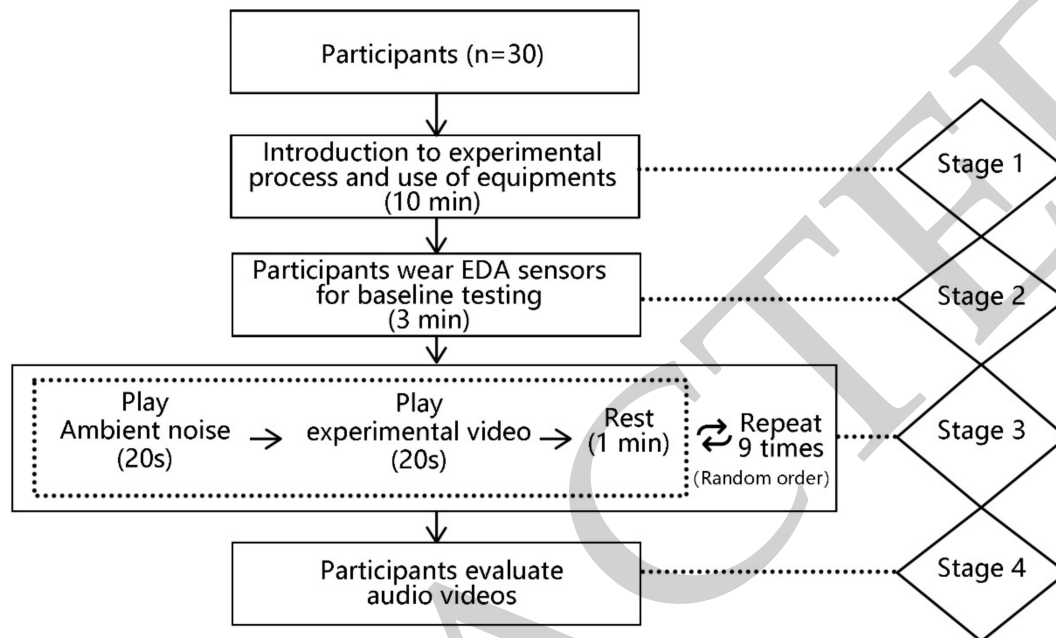 Participants (n=30)
Introduction to experimental
process and use of equipments
(10 min)
Stage 1
Participants wear EDA sensors
for baseline testing
(3 min)
Stage 2
Play
Ambient noise
(20s)
Play
experimental video
(20s)
Rest
(1 min)
Repeat
9 times
(Random order)
Stage 3
Participants evaluate
audio videos
Stage 4